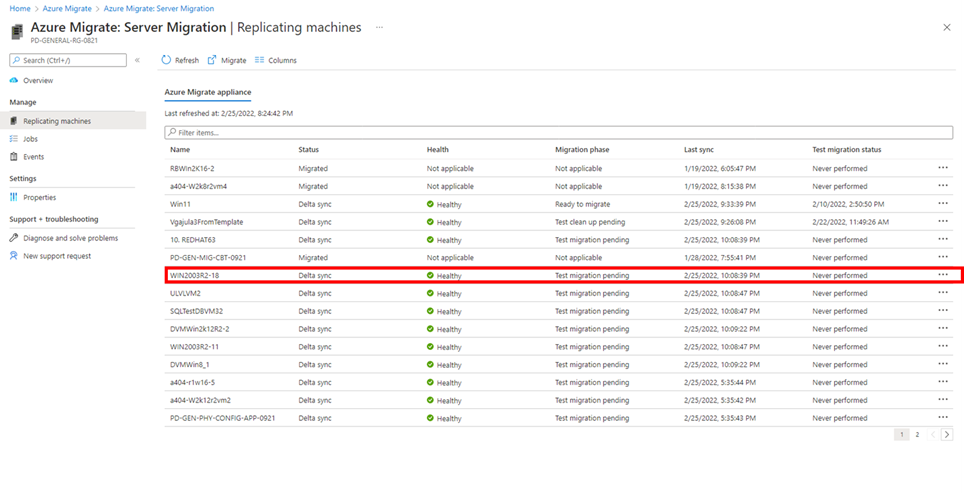 Home > Azure Migrate > Azure Migrate: Server Migration
Azure Migrate: Server Migration | Replicating machines ...
PD-GENERAL-RG-0821
Search (Ctrl+/) «
Refresh Migrate Columns
Overview
Manage
Replicating machines
Jobs
Events
Settings
Properties
Support + troubleshooting
Diagnose and solve problems
New support request
Azure Migrate appliance
Last refreshed at: 2/25/2022, 8:24:42 PM
Filter items...
Name Status Health Migration phase Last sync Test migration status
RBWin2K16-2 Migrated Not applicable Not applicable 1/19/2022, 6:05:47 PM Never performed
a404-W2k8r2vm4 Migrated Not applicable Not applicable 1/19/2022, 8:15:38 PM Never performed
Win11 Delta sync Healthy Ready to migrate 2/25/2022, 9:33:39 PM 2/10/2022, 2:50:50 PM
Vgajula3FromTemplate Delta sync Healthy Test clean up pending 2/25/2022, 9:26:08 PM 2/22/2022, 11:49:26 AM
10. REDHAT63 Delta sync Healthy Test migration pending 2/25/2022, 10:08:39 PM Never performed
PD-GEN-MIG-CBT-0921 Migrated Not applicable Not applicable 1/28/2022, 7:55:41 PM Never performed
WIN2003R2-18 Delta sync Healthy Test migration pending 2/25/2022, 10:08:39 PM Never performed
ULVLVM2 Delta sync Healthy Test migration pending 2/25/2022, 10:08:47 PM Never performed
SQLTestDBVM32 Delta sync Healthy Test migration pending 2/25/2022, 10:08:47 PM Never performed
DVMWin2k12R2-2 Delta sync Healthy Test migration pending 2/25/2022, 10:09:22 PM Never performed
WIN2003R2-11 Delta sync Healthy Test migration pending 2/25/2022, 10:08:47 PM Never performed
DVMWin8_1 Delta sync Healthy Test migration pending 2/25/2022, 10:09:22 PM Never performed
a404-r1w16-5 Delta sync Healthy Test migration pending 2/25/2022, 5:35:44 PM Never performed
a404-W2k12r2vm2 Delta sync Healthy Test migration pending 2/25/2022, 5:35:42 PM Never performed
PD-GEN-PHY-CONFIG-APP-0921 Delta sync Healthy Test migration pending 2/25/2022, 5:35:43 PM Never performed
1 2 < >